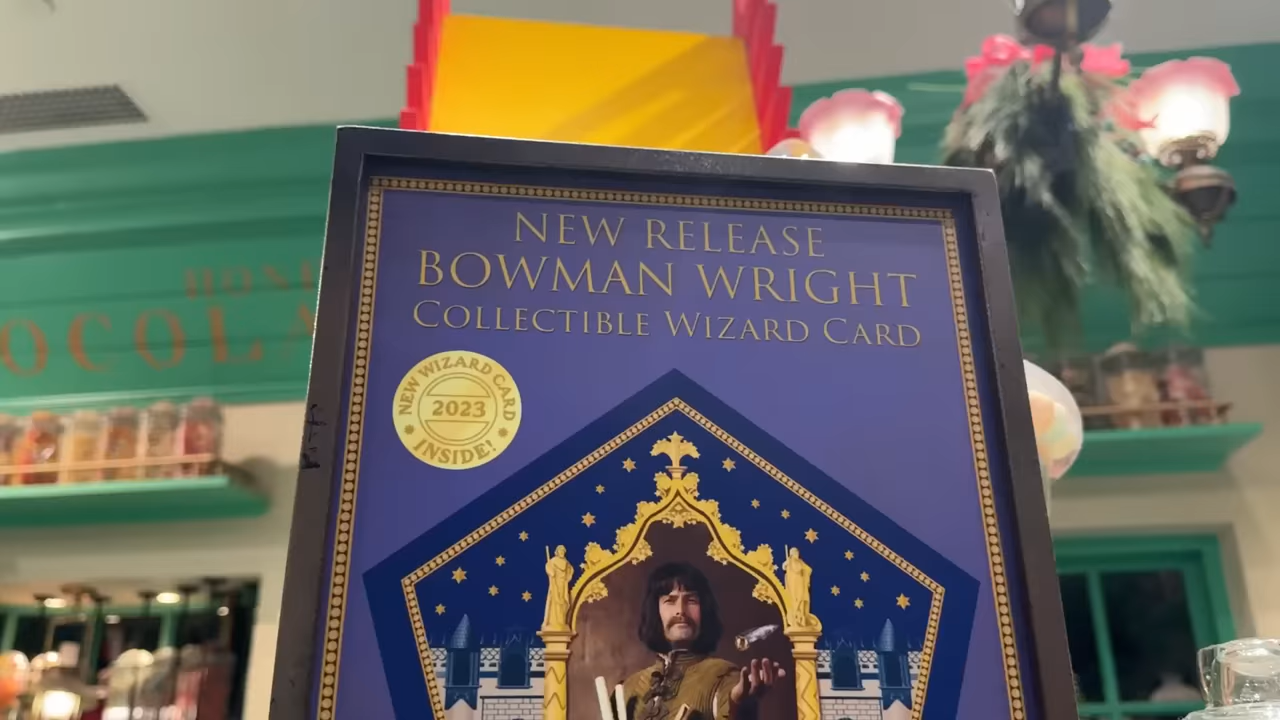 NEW RELEASE
BOWMAN WRIGHT
COLLECTIBLE WIZARD CARD
NEW WIZARD CARD
2023
INSIDE!